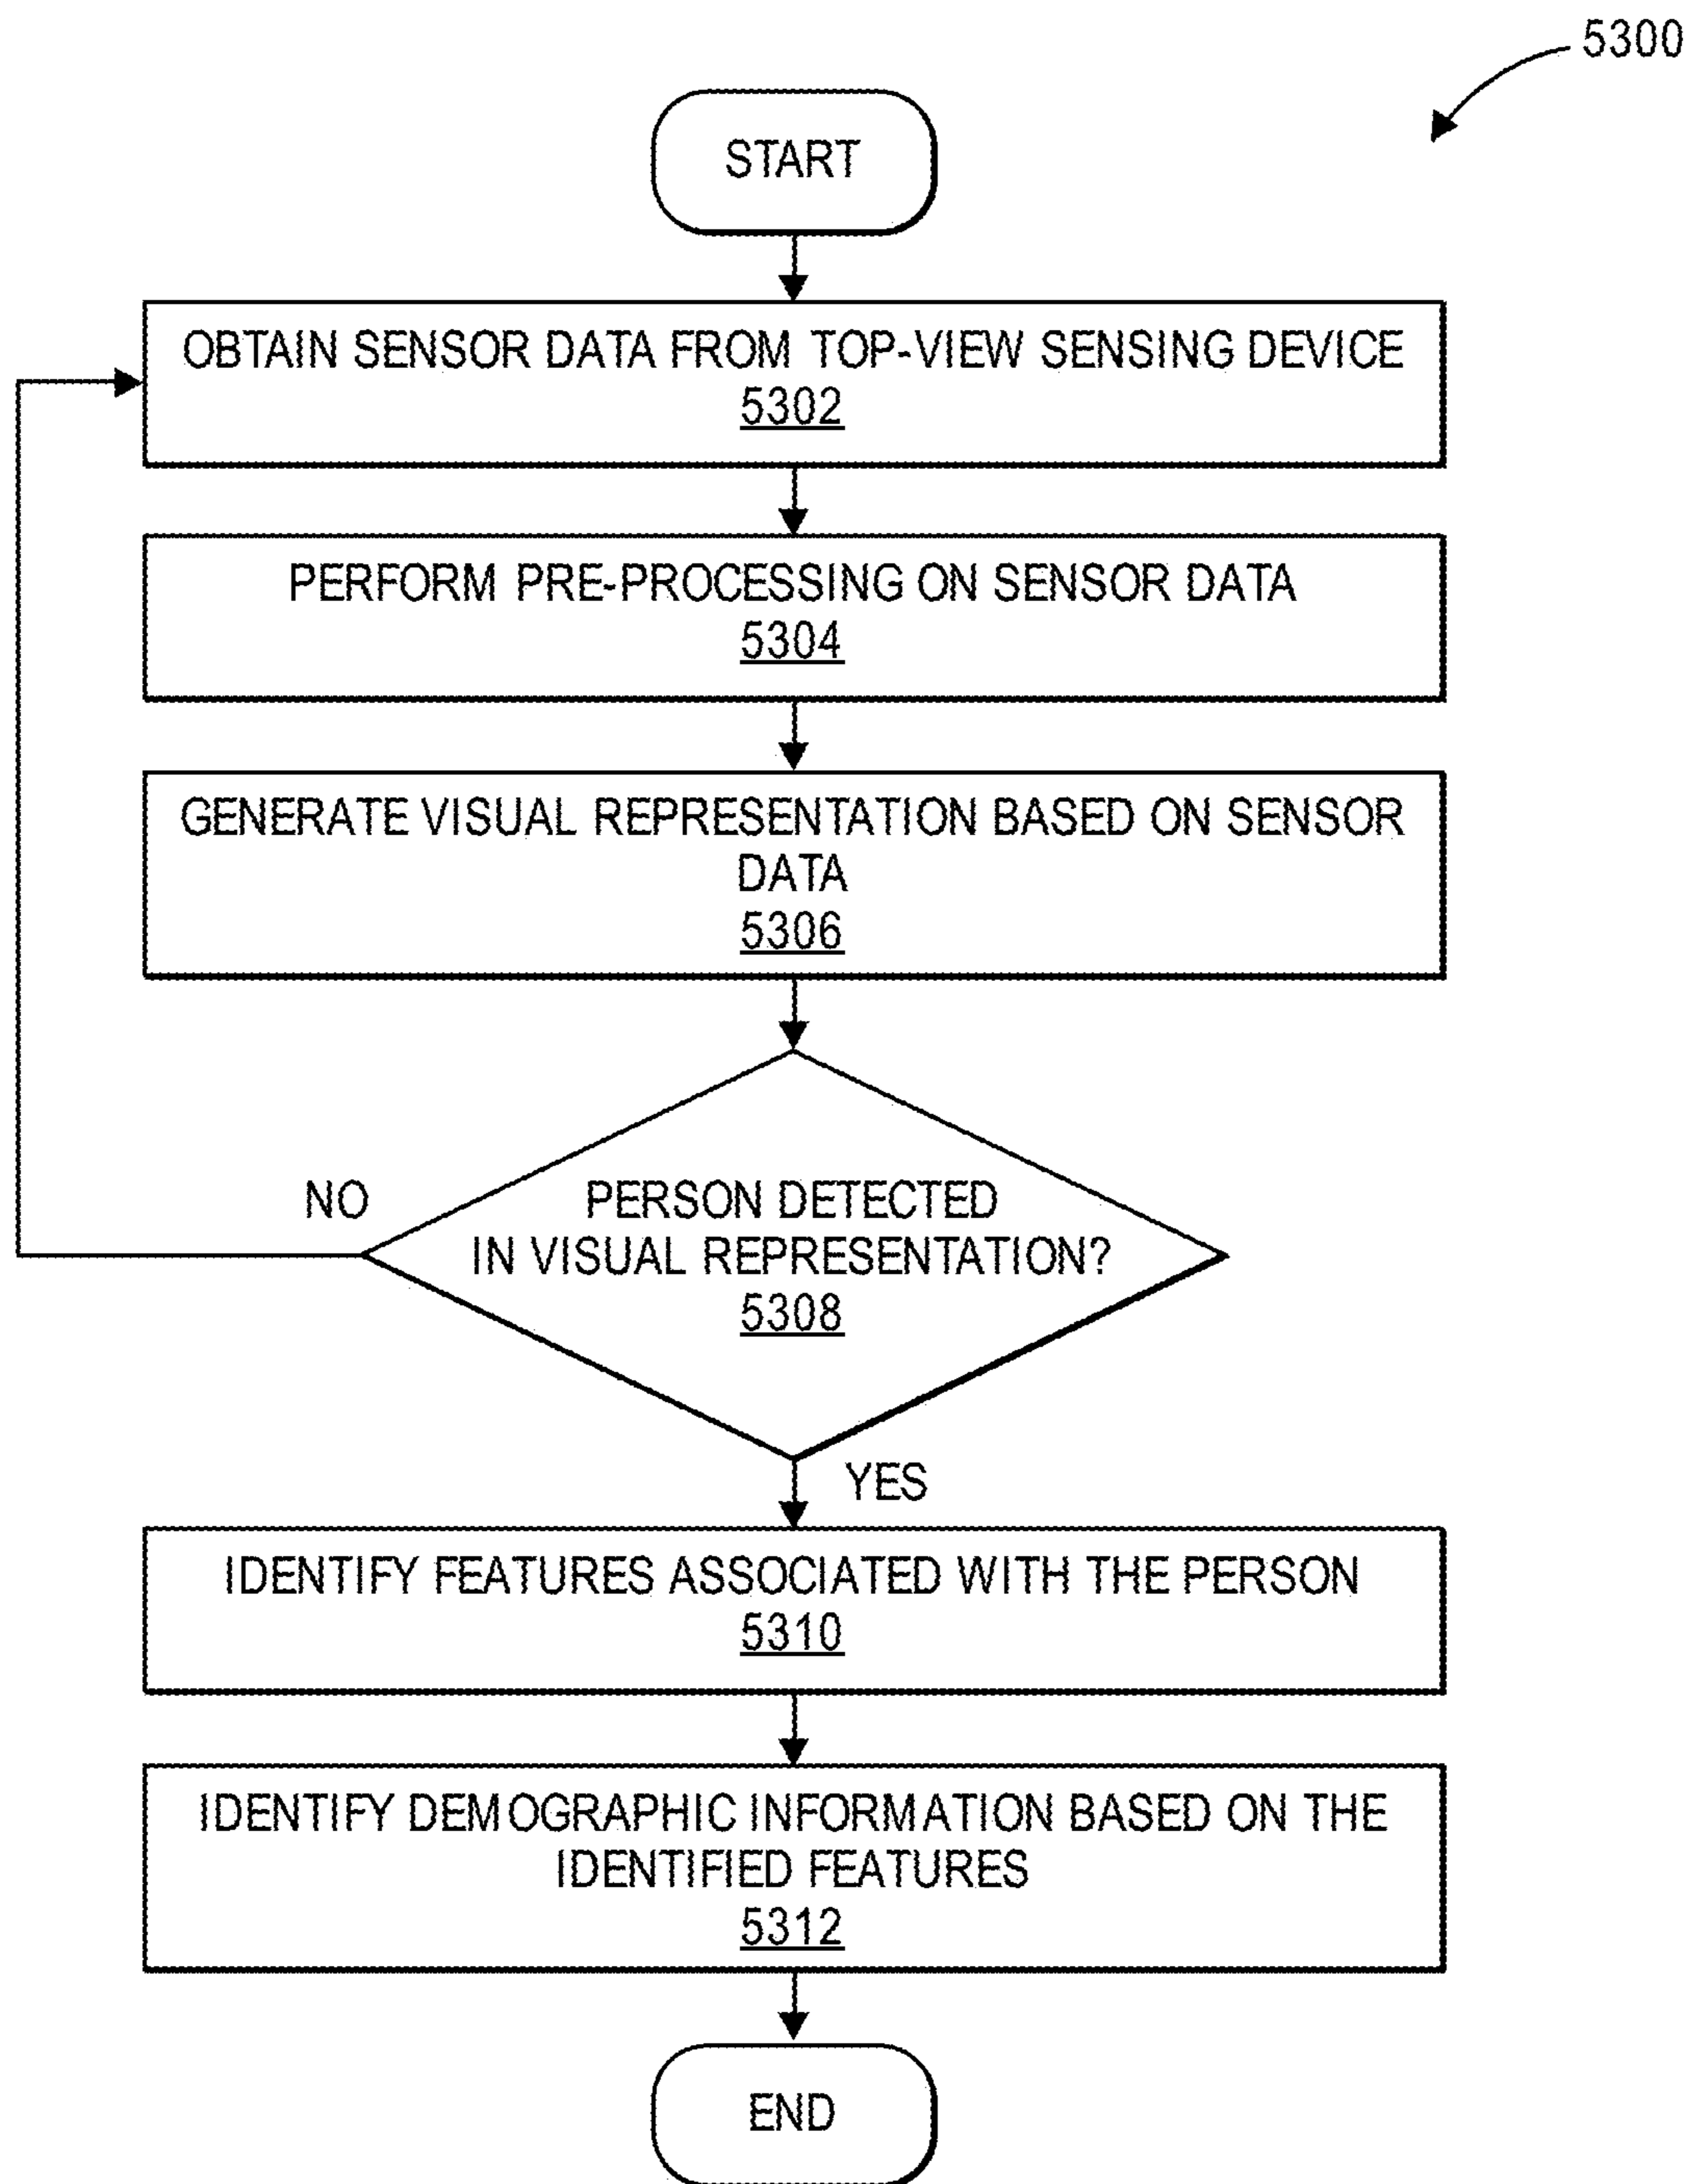 5300
START
OBTAIN SENSOR DATA FROM TOP-VIEW SENSING DEVICE
5302
PERFORM PRE-PROCESSING ON SENSOR DATA
5304
GENERATE VISUAL REPRESENTATION BASED ON SENSOR
DATA
5306
NO
PERSON DETECTED
IN VISUAL REPRESENTATION?
5308
YES
IDENTIFY FEATURES ASSOCIATED WITH THE PERSON
5310
IDENTIFY DEMOGRAPHIC INFORMATION BASED ON THE
IDENTIFIED FEATURES
5312
END